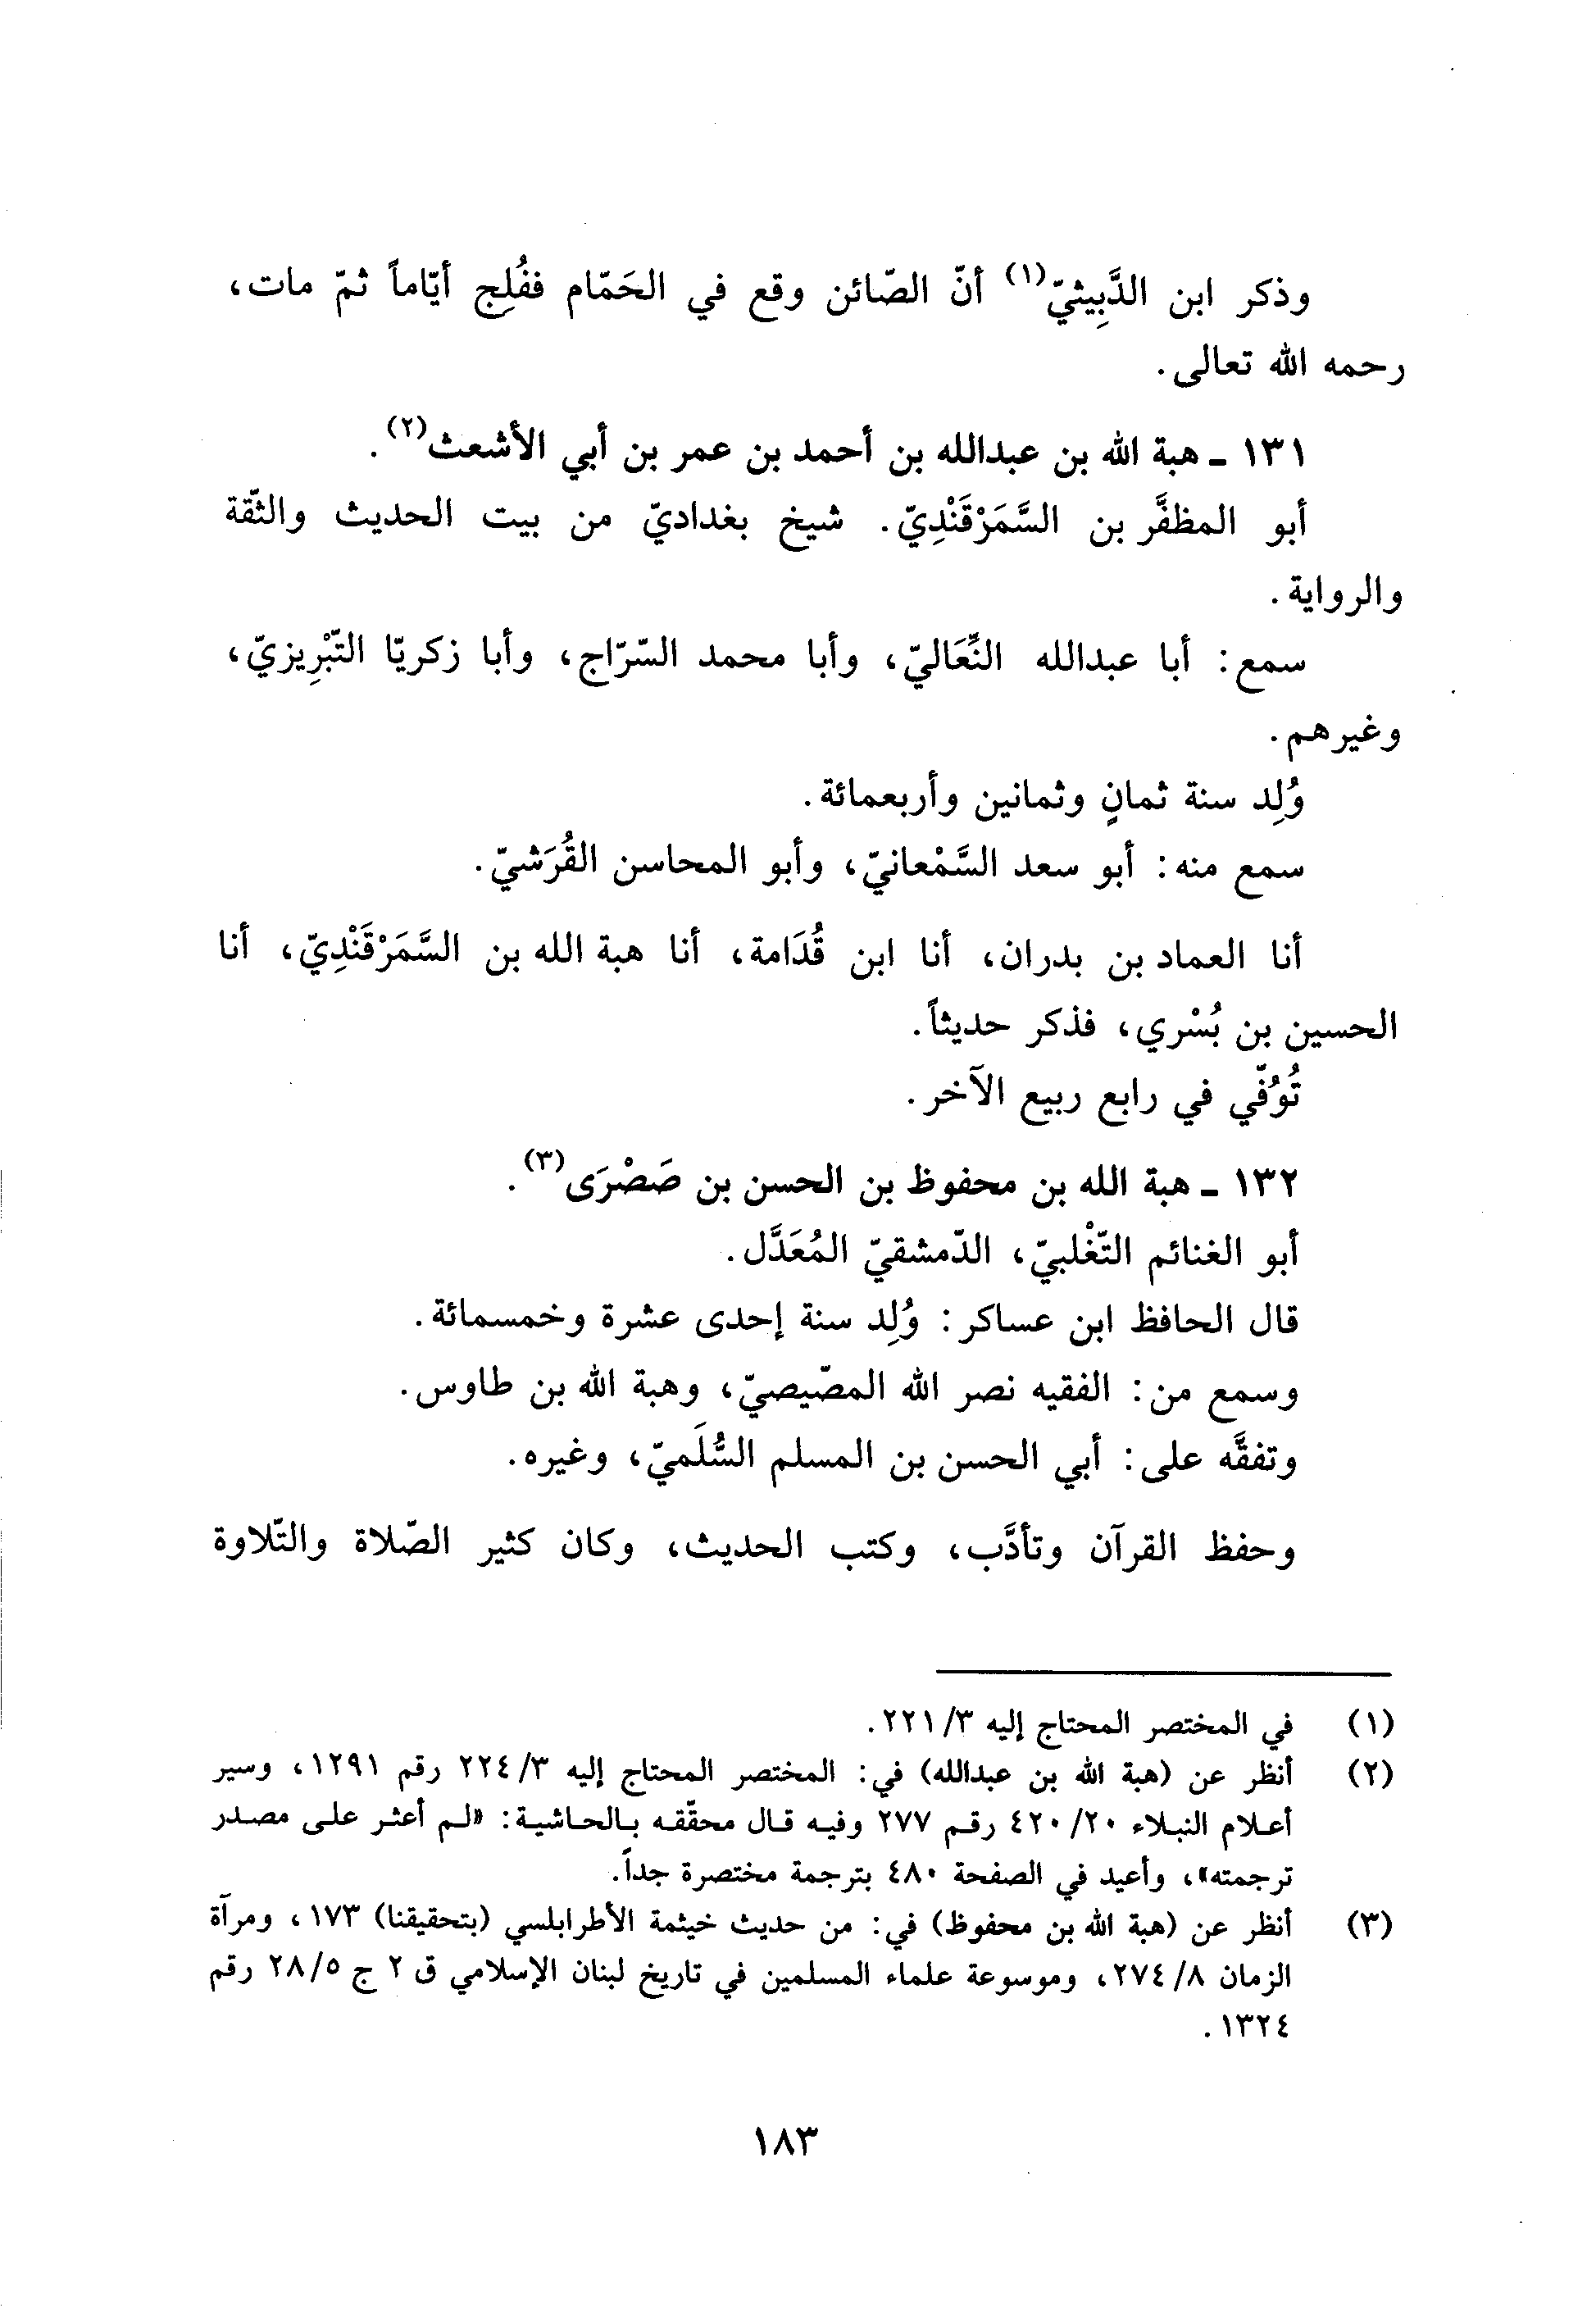 وذكر ابن الدَّبِيثيّ(١) أنّ الصّائن وقع في الحَمّام ففُلِج أيّاماً ثمّ مات،
رحمه الله تعالى.
١٣١ ـ هبة الله بن عبدالله بن أحمد بن عمر بن أبي الأشعث(٢).
أبو المظفَّر بن السَّمَرْقَنْدِيّ. شيخ بغداديّ من بيت الحديث والثّقة
والرواية.
سمع: أبا عبدالله النِّعَاليّ، وأبا محمد السّرّاج، وأبا زكريّا التّبْرِيزيّ،
وغيرهم.
وُلِد سنة ثمانٍ وثمانين وأربعمائة.
سمع منه: أبو سعد السَّمْعانيّ، وأبو المحاسن القُرَشيّ.
أنا العماد بن بدران، أنا ابن قُدَامة، أنا هبة الله بن السَّمَرْقَنْدِيّ، أنا
الحسين بن بُسْري، فذكر حديثاً.
تُوُفّي في رابع ربيع الآخر.
١٣٢ ـ هبة الله بن محفوظ بن الحسن بن صَصْرَى(٣).
أبو الغنائم التّغْلبيّ، الدّمشقيّ المُعَدَّل.
قال الحافظ ابن عساكر: وُلِد سنة إحدى عشرة وخمسمائة.
وسمع من: الفقيه نصر الله المصّيصيّ، وهبة الله بن طاوس.
وتفقَّه على: أبي الحسن بن المسلم السُّلَميّ، وغيره.
وحفظ القرآن وتأدَّب، وكتب الحديث، وكان كثير الصّلاة والتّلاوة
(١) في المختصر المحتاج إليه ٢٢١/٣.
(٢) أنظر عن (هبة الله بن عبدالله) في: المختصر المحتاج إليه ٢٢٤/٣ رقم ١٢٩١، وسير
أعلام النبلاء ٤٢٠/٢٠ رقم ٢٧٧ وفيه قال محقّقه بالحاشية: «لم أعثر على مصدر
ترجمته»، وأعيد في الصفحة ٤٨٠ بترجمة مختصرة جداً.
(٣) أنظر عن (هبة الله بن محفوظ) في: من حديث خيثمة الأطرابلسي (بتحقيقنا) ١٧٣، ومرآة
الزمان ٢٧٤/٨، وموسوعة علماء المسلمين في تاريخ لبنان الإسلامي ق ٢ ج ٢٨/٥ رقم
١٣٢٤.
١٨٣